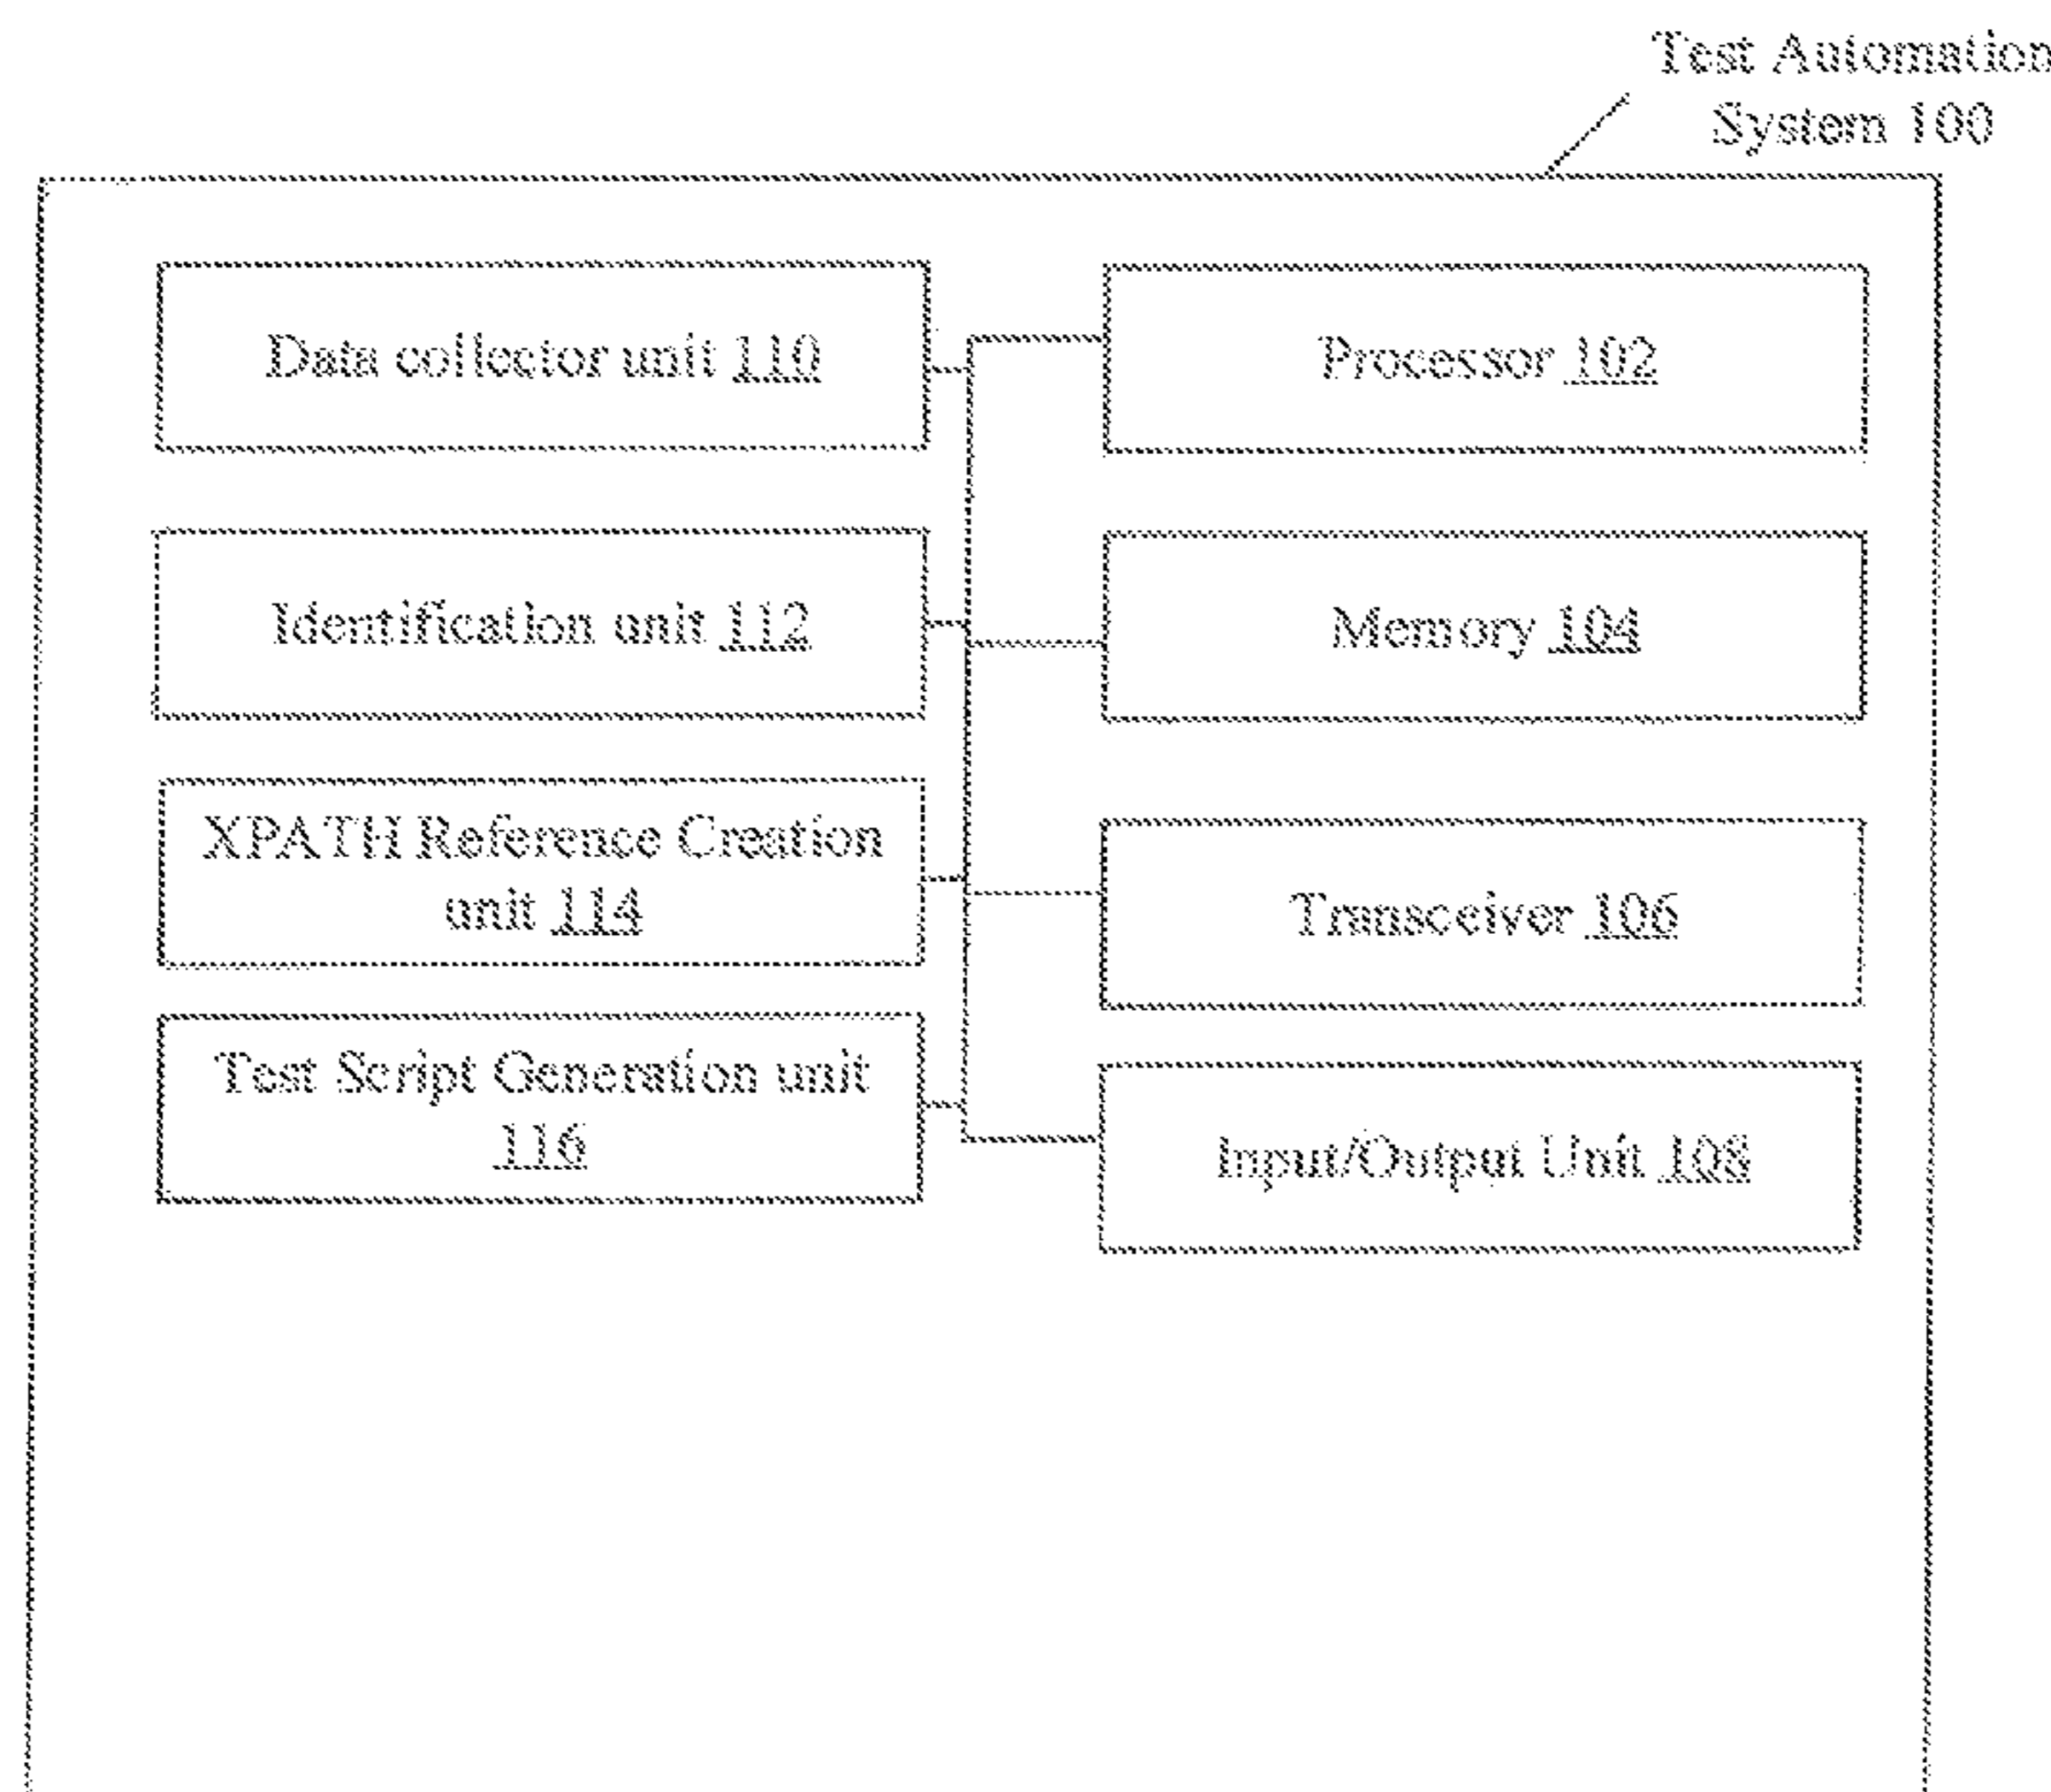 Test Automation
System 100
Data collector unit 110
Processor 102
Identification unit 112
Memory 104
XPATH Reference Creation
unit 114
Transceiver 106
Test Script Generation unit
116
Input/Output Unit 108